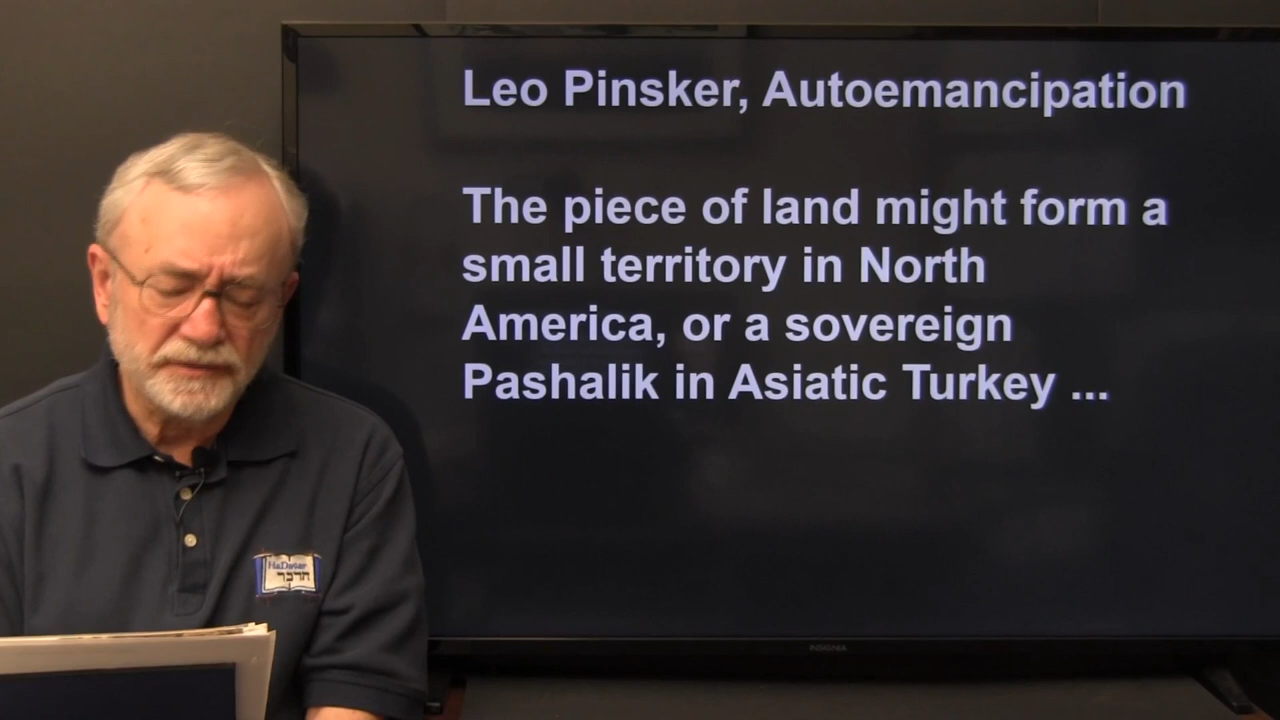 Leo Pinsker, Autoemancipation
The piece of land might form a
small territory in North
America, or a sovereign
Pashalik in Asiatic Turkey ...
HaDavar
הדבר
INSIGNIA